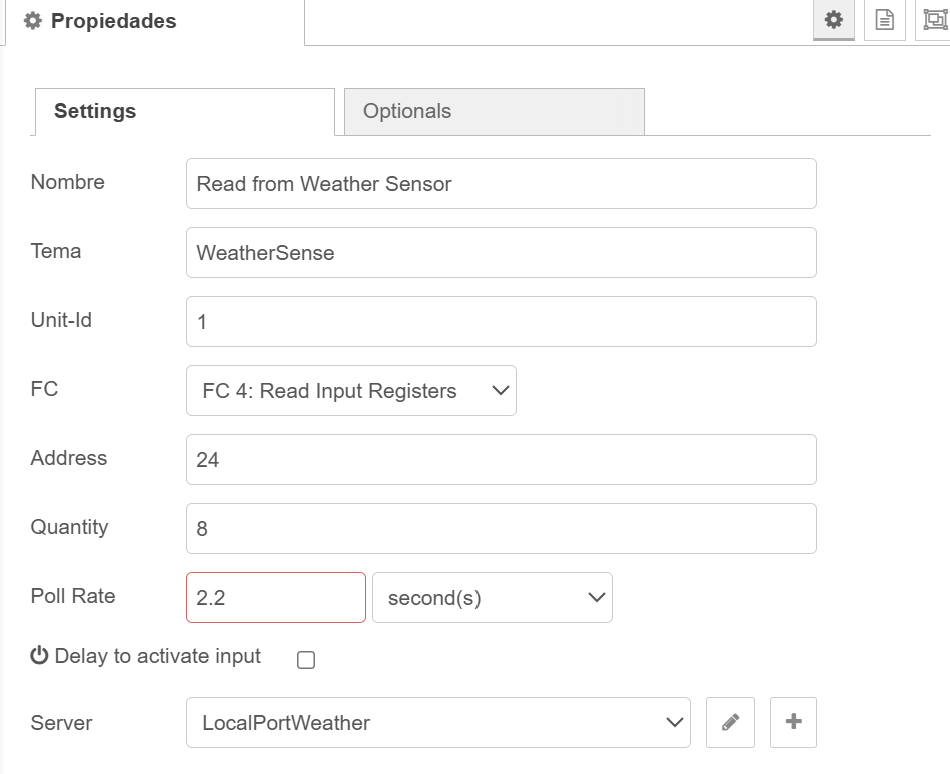 Propiedades
Settings
Optionals
Nombre
Read from Weather Sensor
Tema
WeatherSense
Unit-Id
1
FC
FC 4: Read Input Registers
Address
24
Quantity
8
Poll Rate
2.2
second(s)
Delay to activate input
Server
LocalPortWeather